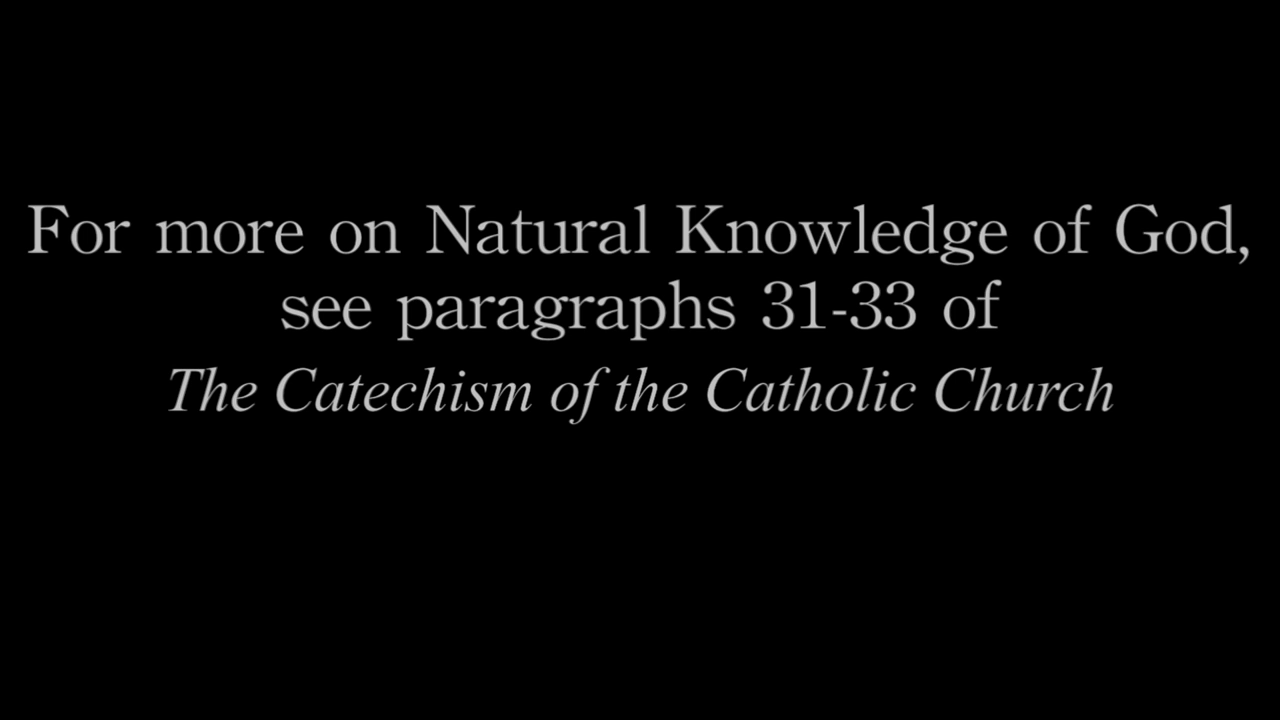 For more on Natural Knowledge of God,
see paragraphs 31-33 of
The Catechism of the Catholic Church